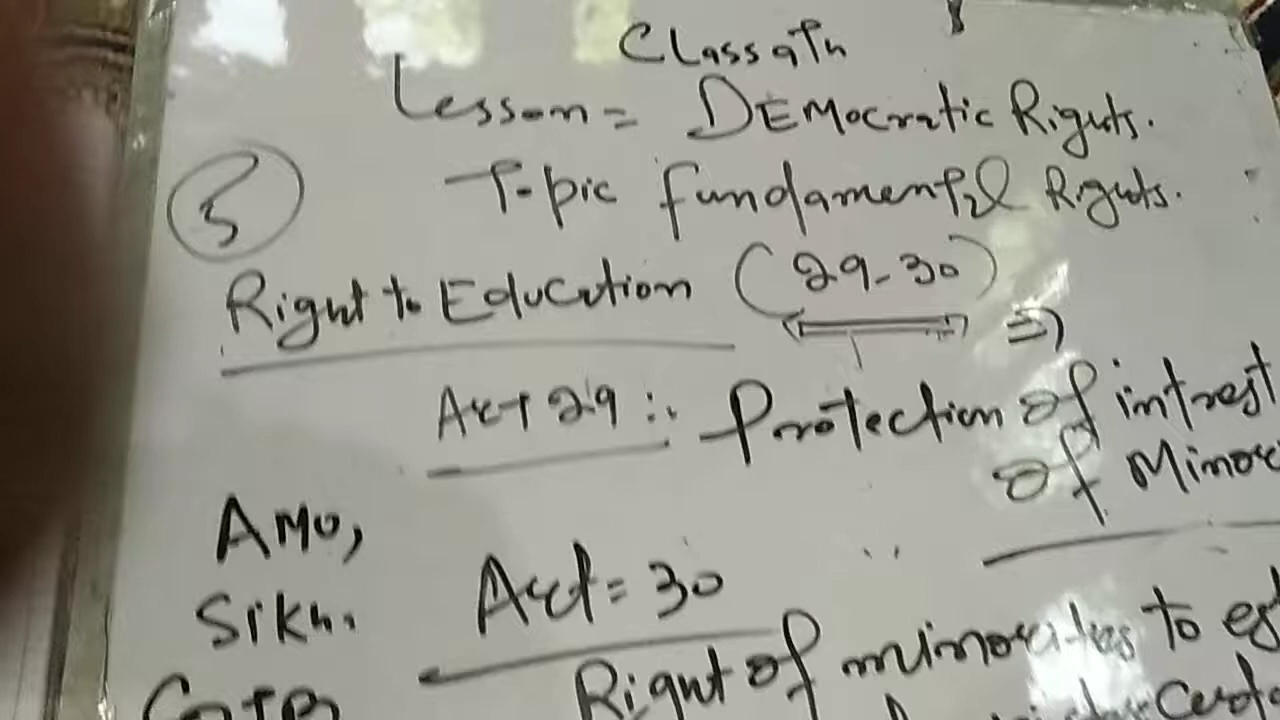 Class 9th
Lesson = DEMocratic Rights.
Topic fundamental Rights.
5
Right to Education (29-30) ⇒
Art 29 :. Protection of intrest
of Minor
AMU,
Sikh.
Art = 30
Right of minorities to es